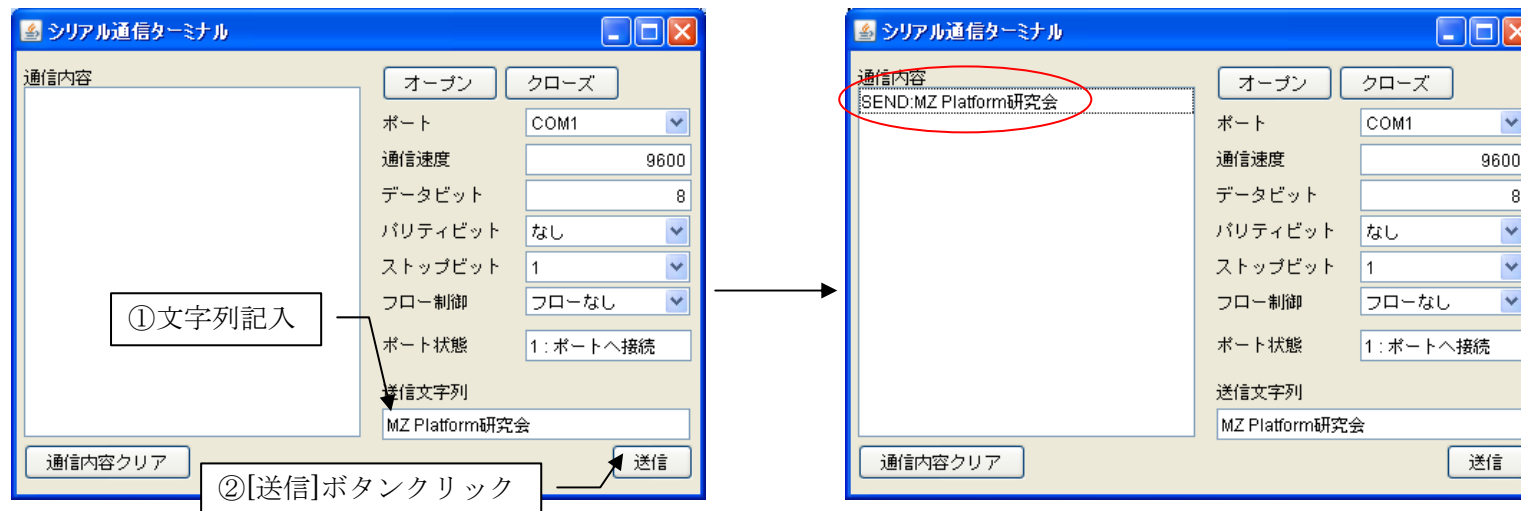 シリアル通信ターミナル
通信内容
オープン クローズ
ポート COM1
通信速度 9600
データビット 8
パリティビット なし
ストップビット 1
フロー制御 フローなし
①文字列記入
ポート状態 1 : ポートへ接続
送信文字列
MZ Platform研究会
通信内容クリア 送信
②[送信]ボタンクリック
シリアル通信ターミナル
通信内容
SEND:MZ Platform研究会
オープン クローズ
ポート COM1
通信速度 9600
データビット 8
パリティビット なし
ストップビット 1
フロー制御 フローなし
ポート状態 1 : ポートへ接続
送信文字列
MZ Platform研究会
通信内容クリア 送信